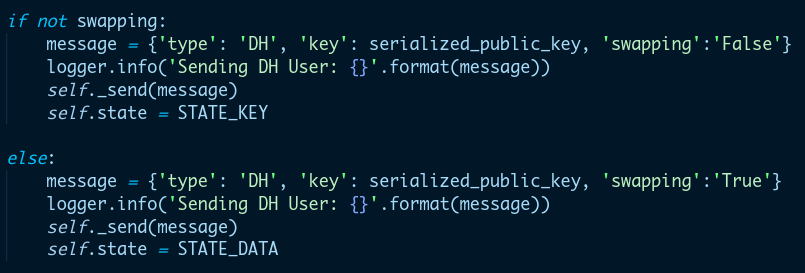 if not swapping:
    message = {'type': 'DH', 'key': serialized_public_key, 'swapping':'False'}
    logger.info('Sending DH User: {}'.format(message))
    self._send(message)
    self.state = STATE_KEY
else:
    message = {'type': 'DH', 'key': serialized_public_key, 'swapping':'True'}
    logger.info('Sending DH User: {}'.format(message))
    self._send(message)
    self.state = STATE_DATA